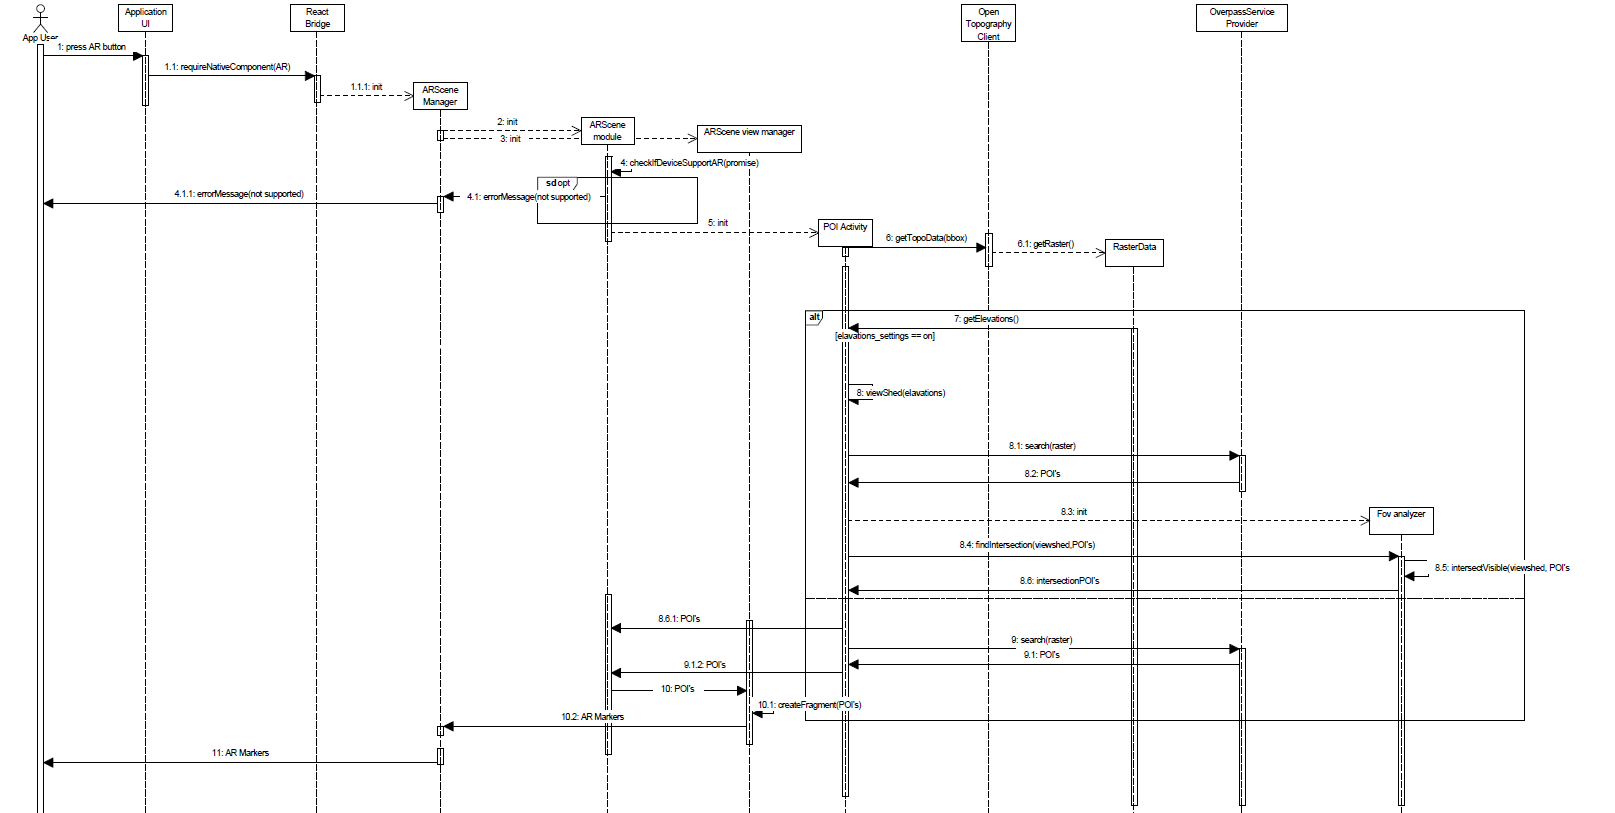 App User
Application
UI
React
Bridge
Open
Topography
Client
OverpassService
Provider
1: press AR button
1.1: requireNativeComponent(AR)
1.1.1: init
ARScene
Manager
2: init
3: init
ARScene
module
ARScene view manager
4: checkIfDeviceSupportAR(promise)
sd opt
4.1: errorMessage(not supported)
4.1.1: errorMessage(not supported)
5: init
POI Activity
6: getTopoData(bbox)
6.1: getRaster()
RasterData
alt
7: getElevations()
[elavations_settings == on]
8: viewShed(elavations)
8.1: search(raster)
8.2: POI's
8.3: init
Fov analyzer
8.4: findIntersection(viewshed,POI's)
8.5: intersectVisible(viewshed, POI's
8.6: intersectionPOI's
8.6.1: POI's
9: search(raster)
9.1: POI's
9.1.2: POI's
10: POI's
10.1: createFragment(POI's)
10.2: AR Markers
11: AR Markers